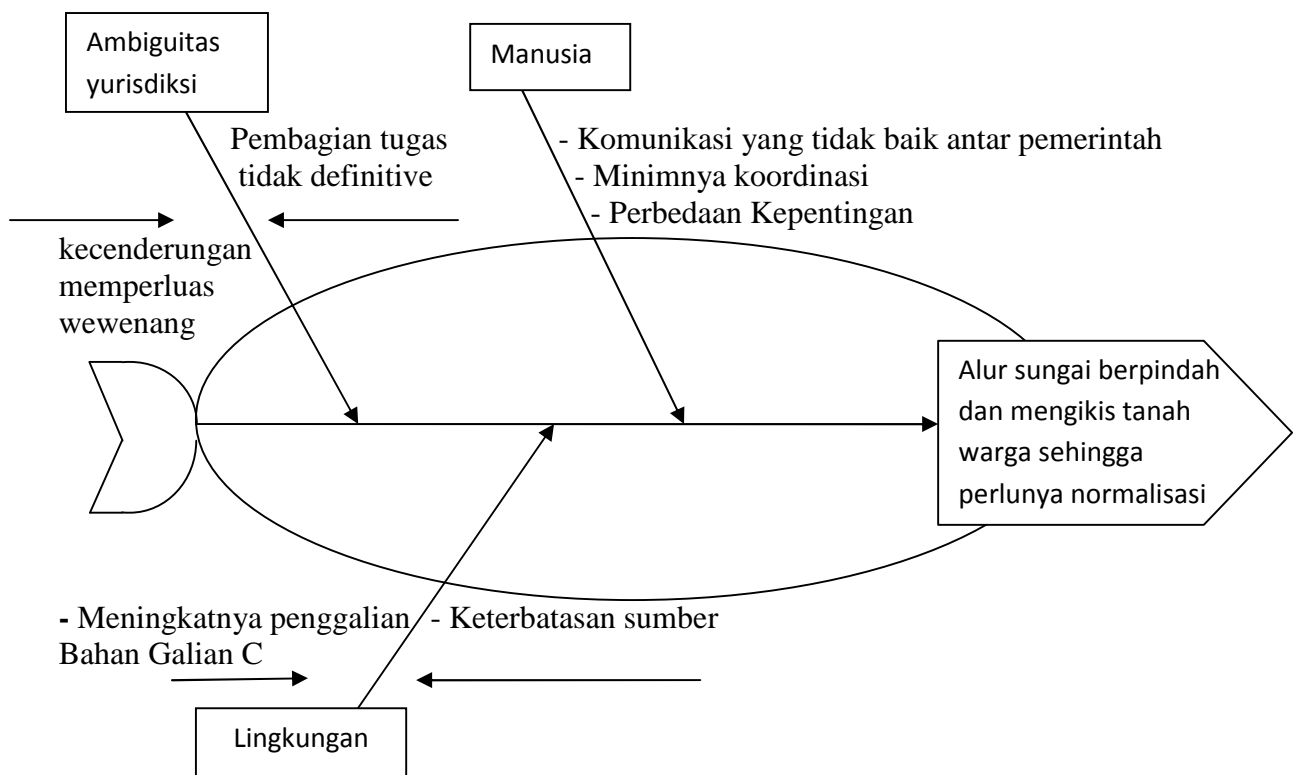 Ambiguitas
yurisdiksi
Manusia
Pembagian tugas
tidak definitive
- Komunikasi yang tidak baik antar pemerintah
- Minimnya koordinasi
- Perbedaan Kepentingan
kecenderungan
memperluas
wewenang
Alur sungai berpindah
dan mengikis tanah
warga sehingga
perlunya normalisasi
- Meningkatnya penggalian
Bahan Galian C
- Keterbatasan sumber
Lingkungan